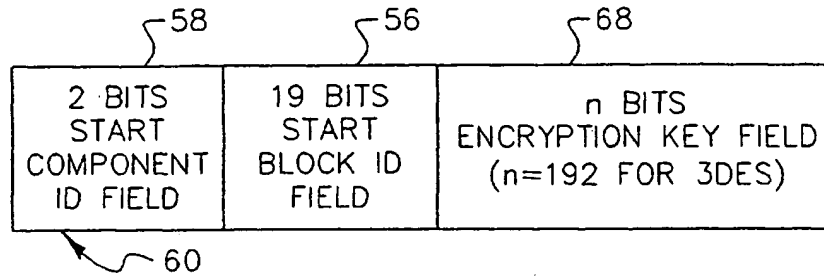 58
56
68
2 BITS
START
COMPONENT
ID FIELD
19 BITS
START
BLOCK ID
FIELD
n BITS
ENCRYPTION KEY FIELD
(n=192 FOR 3DES)
60